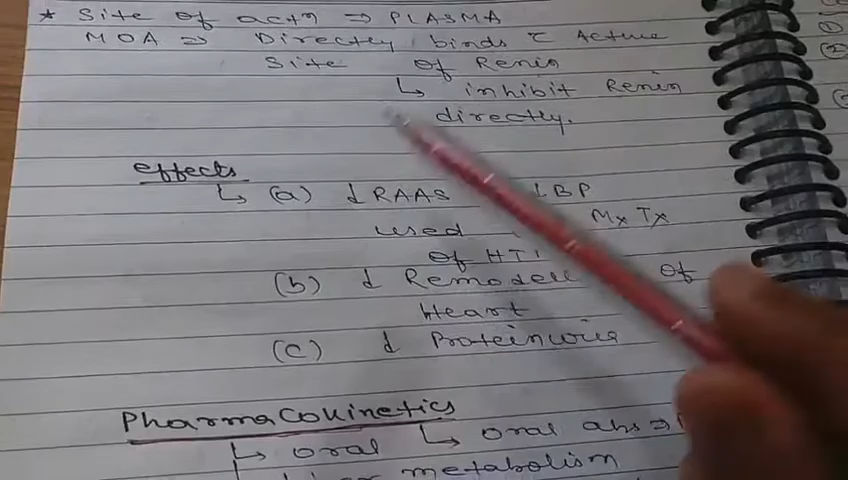 * Site of actn ⇒ PLASMA
MOA ⇒ Directly binds c̄ Active
Site of Renin
↳ inhibit Renin
directly.
effects
↳ (a) ↓ RAAS ↓BP
used Mx Tx
of HTN
(b) ↓ Remodell of
Heart
(c) ↓ Proteinuria
Pharmacokinetics
↳ oral ↳ oral abs ⇒
metabolism